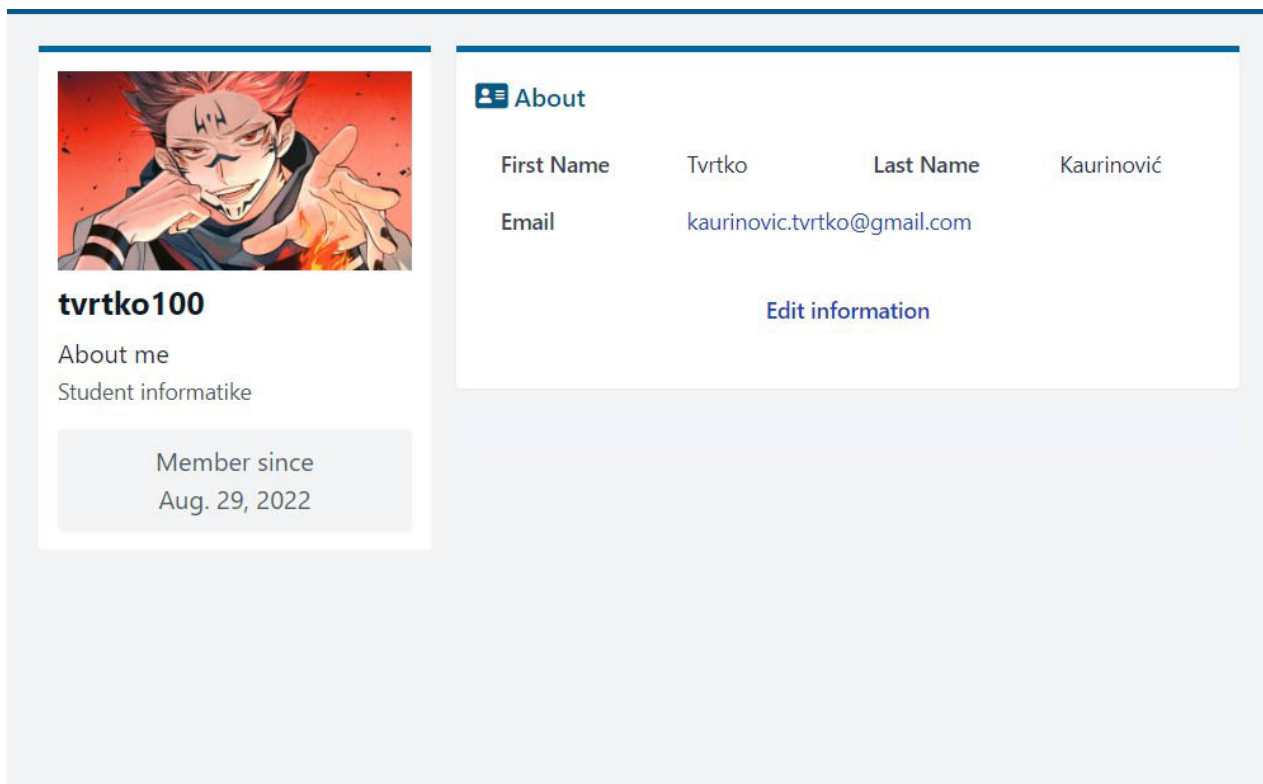 tvrtko100
About me
Student informatike
Member since
Aug. 29, 2022
About
First Name Tvrtko Last Name Kaurinović
Email kaurinovic.tvrtko@gmail.com
Edit information